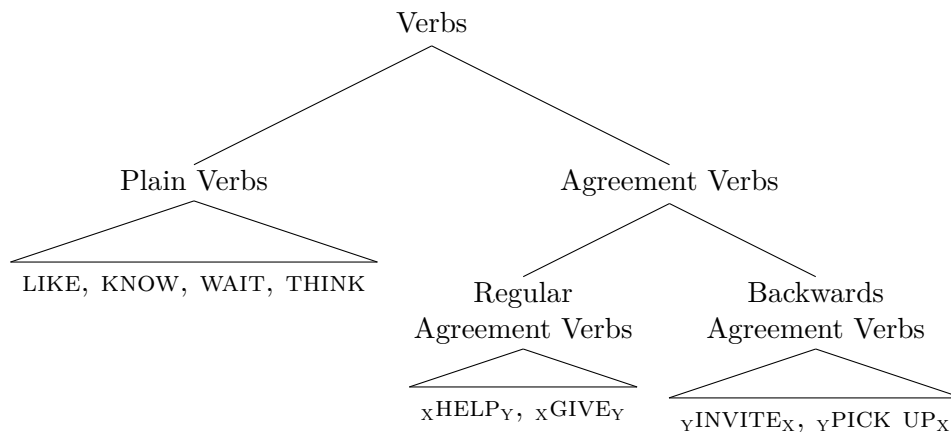 Verbs
Plain Verbs
Agreement Verbs
LIKE, KNOW, WAIT, THINK
Regular
Agreement Verbs
Backwards
Agreement Verbs
XHELPY, XGIVEY
YINVITEX, YPICK UPX